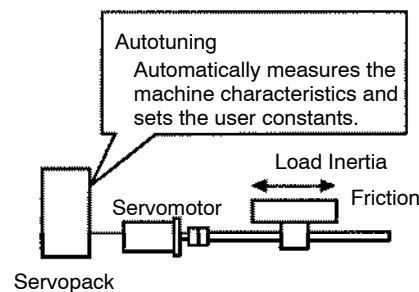 Autotuning
Automatically measures the
machine characteristics and
sets the user constants.
Load Inertia
Friction
Servomotor
Servopack